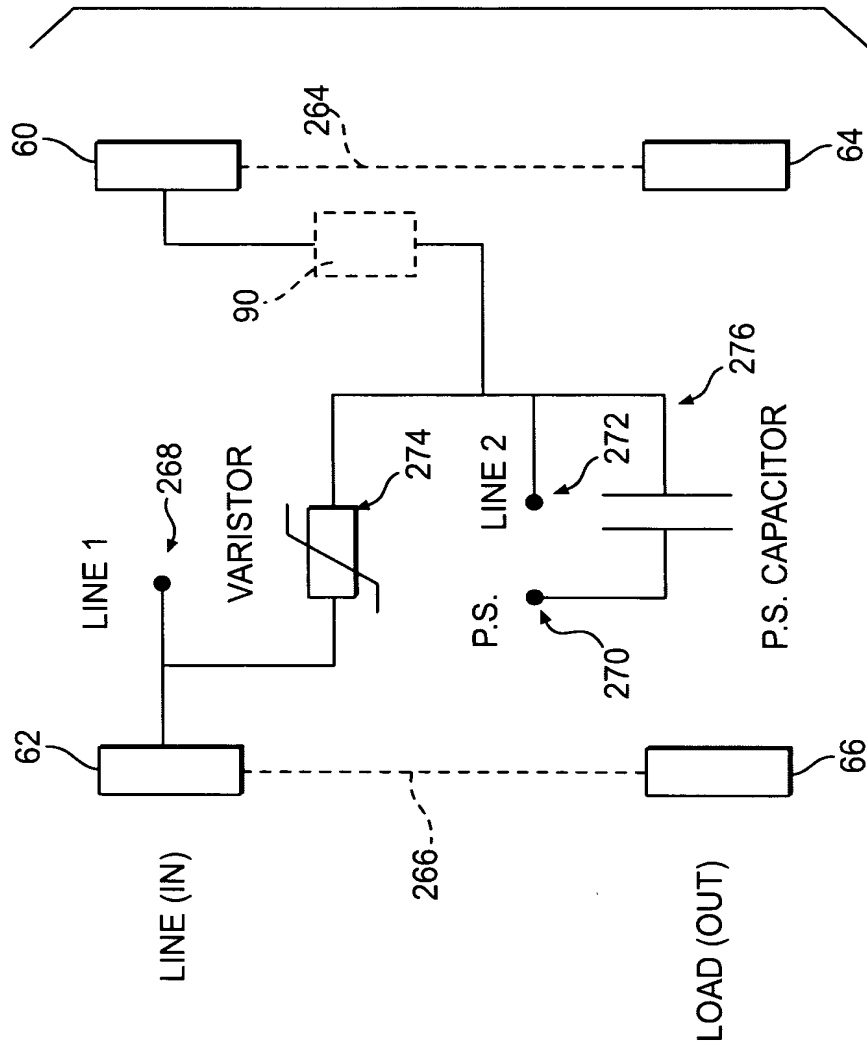 62
60
LINE 1
268
LINE (IN)
VARISTOR
90
264
274
266
P.S.
LINE 2
270
272
LOAD (OUT)
276
P.S. CAPACITOR
66
64